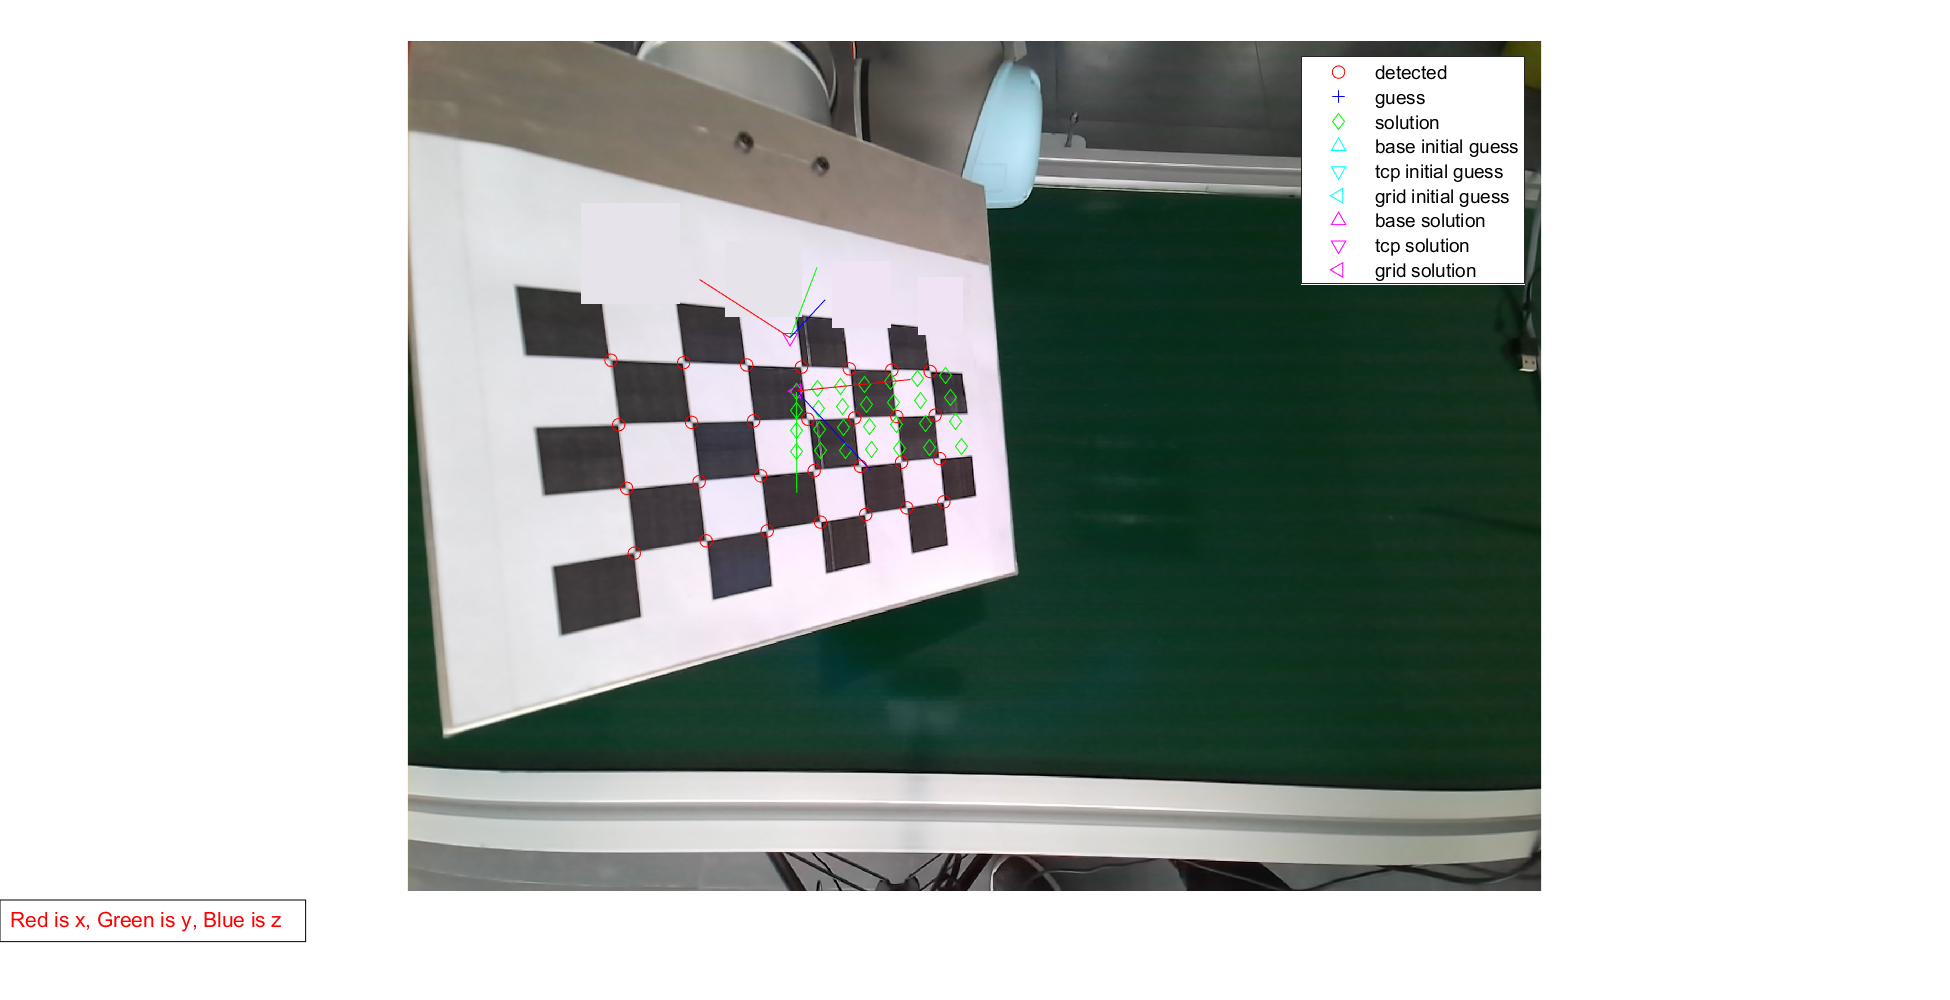 detected
guess
solution
base initial guess
tcp initial guess
grid initial guess
base solution
tcp solution
grid solution
Red is x, Green is y, Blue is z